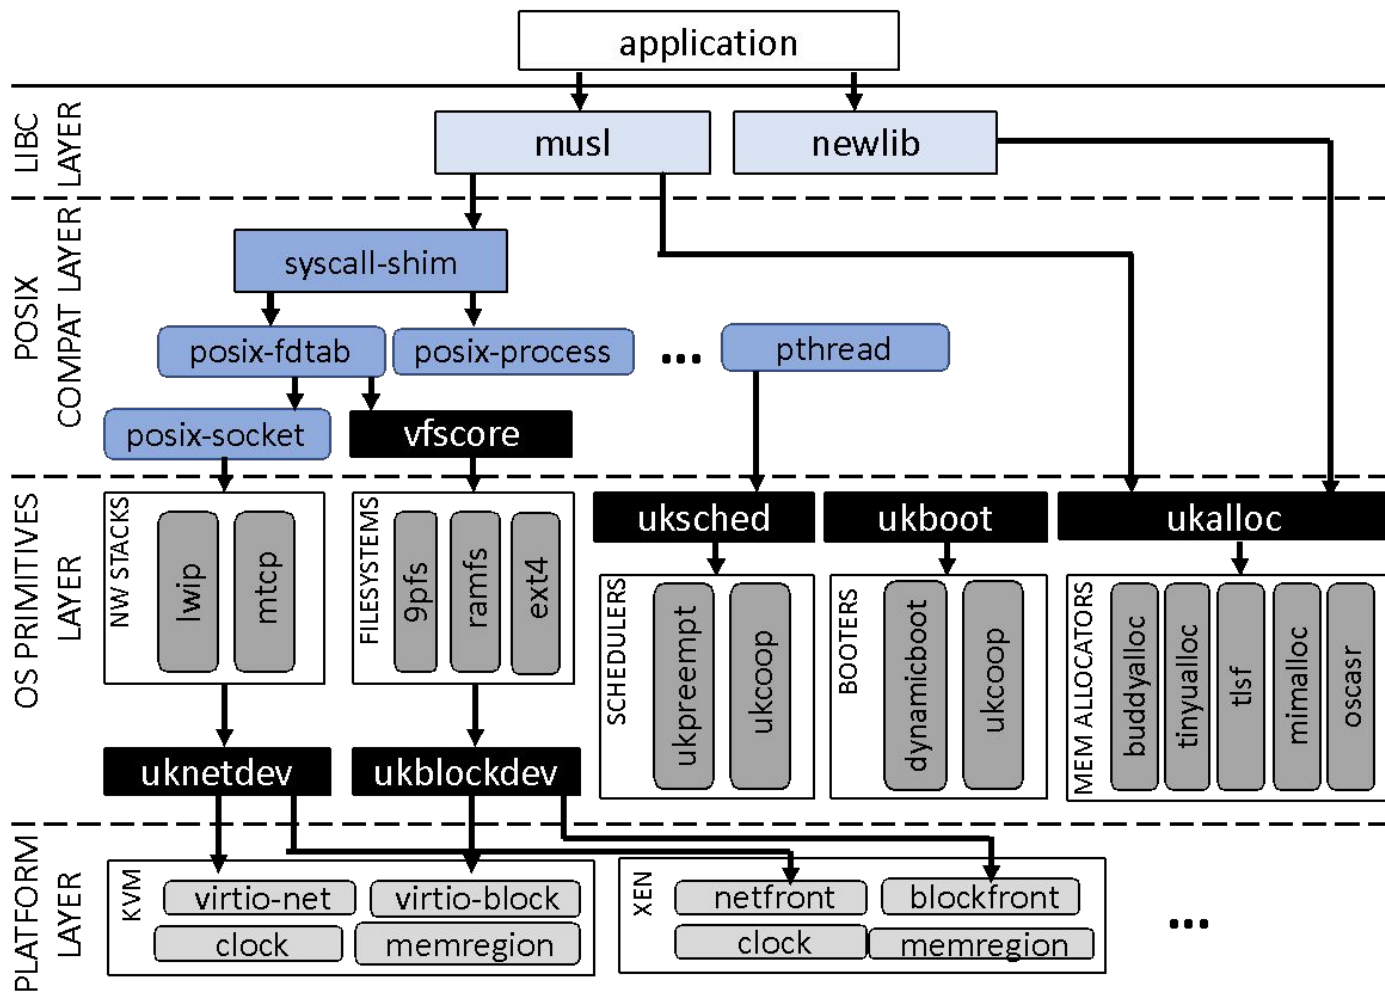 application
LIBC
LAYER
musl
newlib
POSIX
COMPAT LAYER
syscall-shim
posix-fdtab
posix-process
...
pthread
posix-socket
vfscore
OS PRIMITIVES
LAYER
NW STACKS
lwip
mtcp
FILESYSTEMS
9pfs
ramfs
ext4
uksched
ukboot
ukalloc
SCHEDULERS
ukpreempt
ukcoop
BOOTERS
dynamicboot
ukcoop
MEM ALLOCATORS
buddyalloc
tinyualloc
tlsf
mimalloc
oscasr
uknetdev
ukblockdev
PLATFORM
LAYER
KVM
virtio-net
virtio-block
clock
memregion
XEN
netfront
blockfront
clock
memregion
...